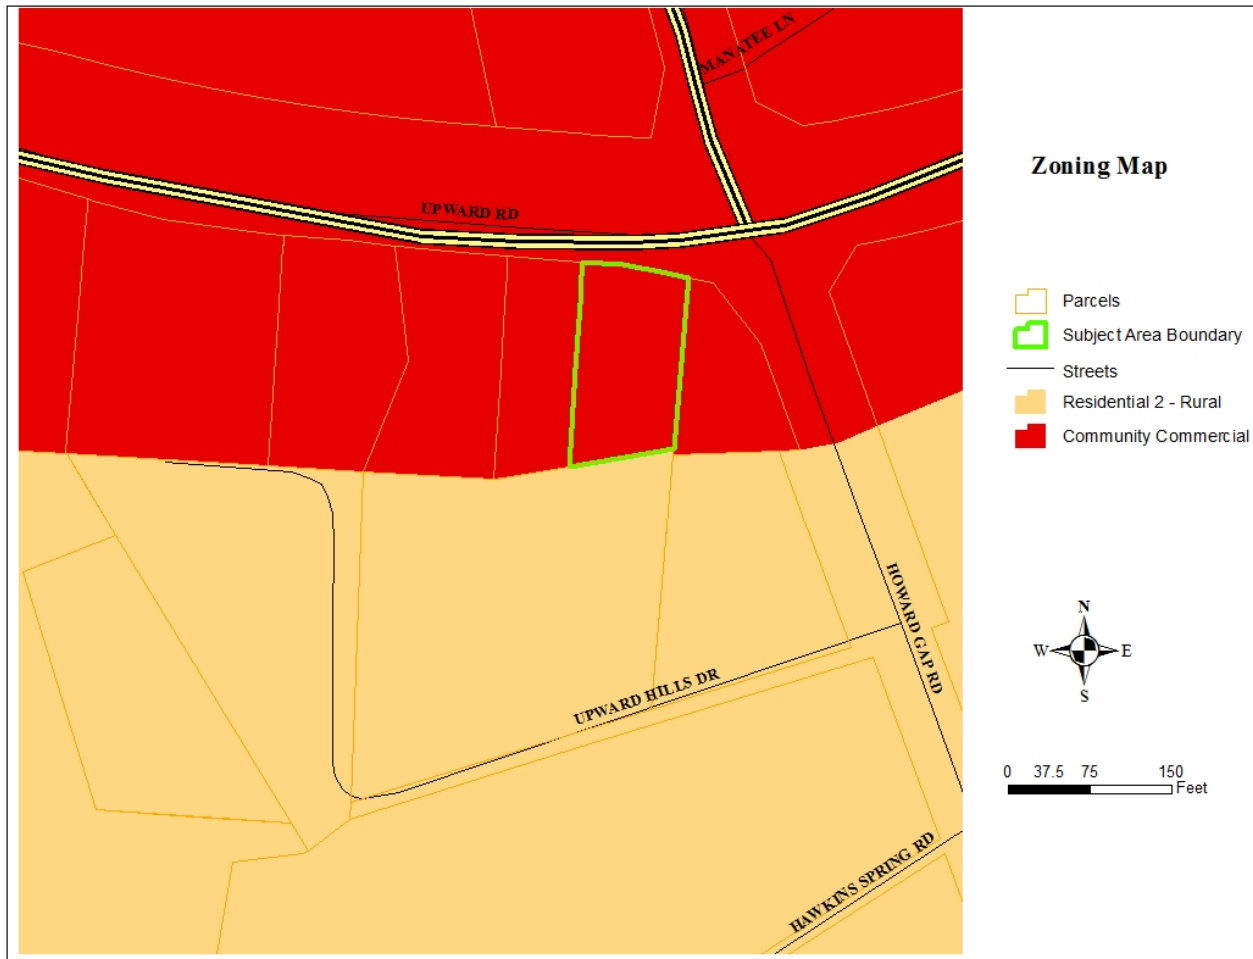 MANATEE LN
UPWARD RD
HOWARD GAP RD
UPWARD HILLS DR
HAWKINS SPRING RD
Zoning Map
Parcels
Subject Area Boundary
Streets
Residential 2 - Rural
Community Commercial
N
W E
S
0 37.5 75 150
Feet